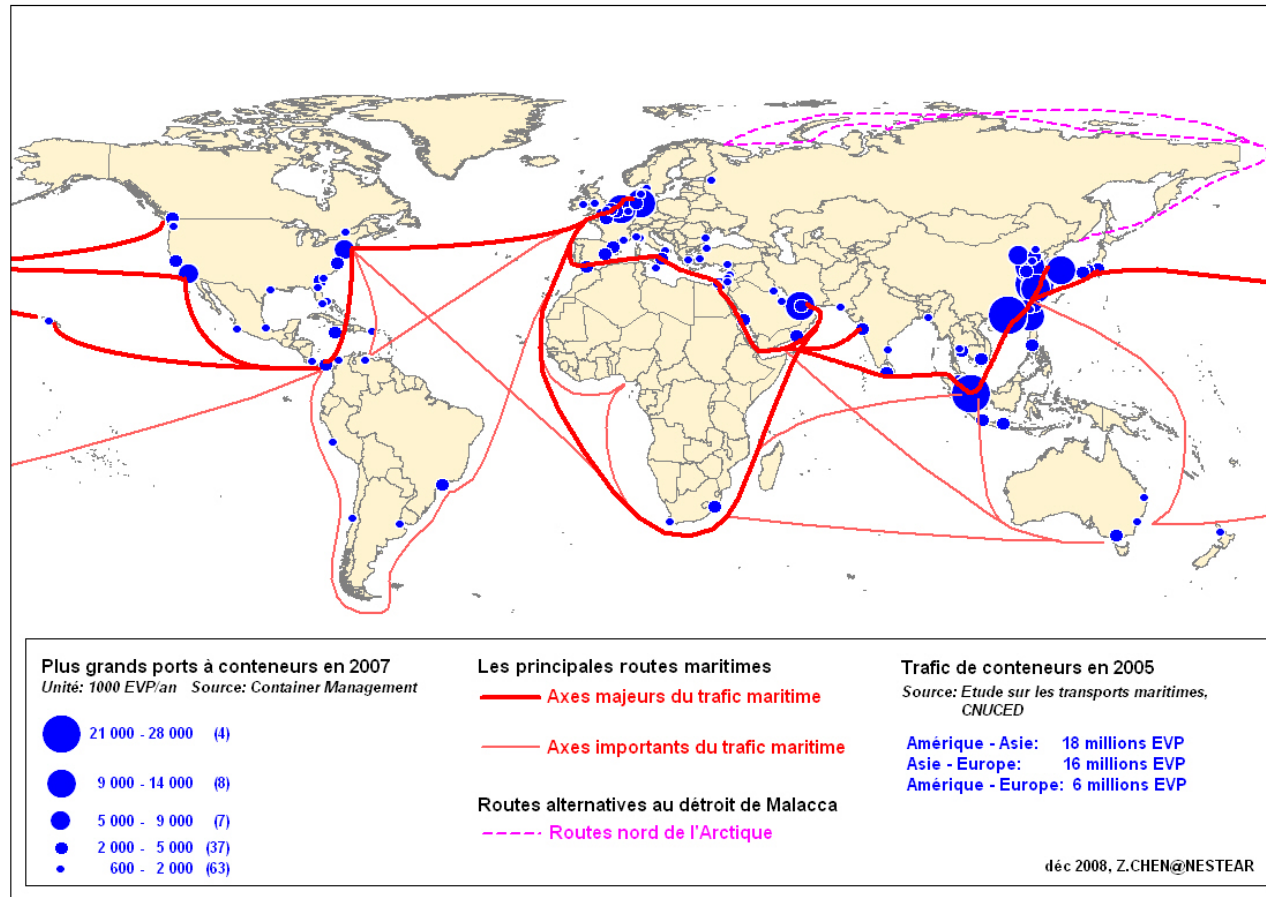 Plus grands ports à conteneurs en 2007
Unité: 1000 EVP/an Source: Container Management
21 000 - 28 000 (4)
9 000 - 14 000 (8)
5 000 - 9 000 (7)
2 000 - 5 000 (37)
600 - 2 000 (63)
Les principales routes maritimes
Axes majeurs du trafic maritime
Axes importants du trafic maritime
Routes alternatives au détroit de Malacca
Routes nord de l'Arctique
Trafic de conteneurs en 2005
Source: Etude sur les transports maritimes,
CNUCED
Amérique - Asie: 18 millions EVP
Asie - Europe: 16 millions EVP
Amérique - Europe: 6 millions EVP
déc 2008, Z.CHEN@NESTEAR